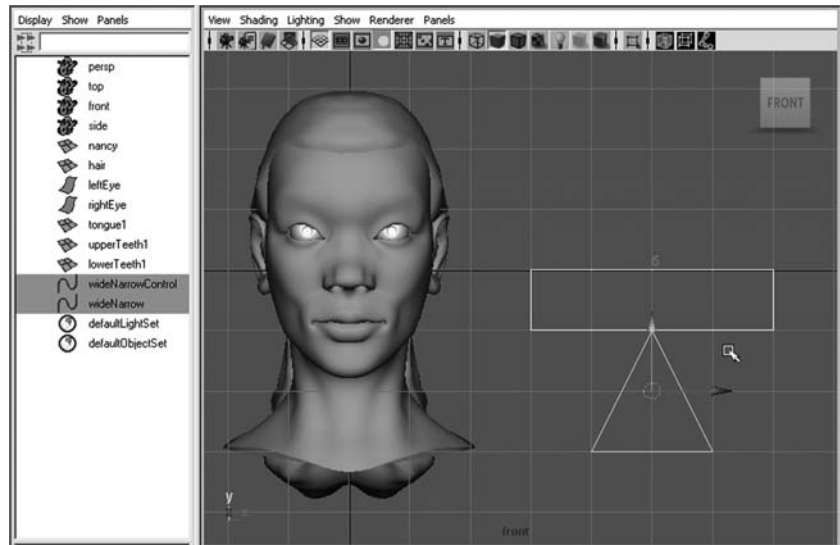 Display Show Panels
persp
top
front
side
nancy
hair
leftEye
rightEye
tongue1
upperTeeth1
lowerTeeth1
wideNarrowControl
wideNarrow
defaultLightSet
defaultObjectSet
View Shading Lighting Show Renderer Panels
FRONT
y
front